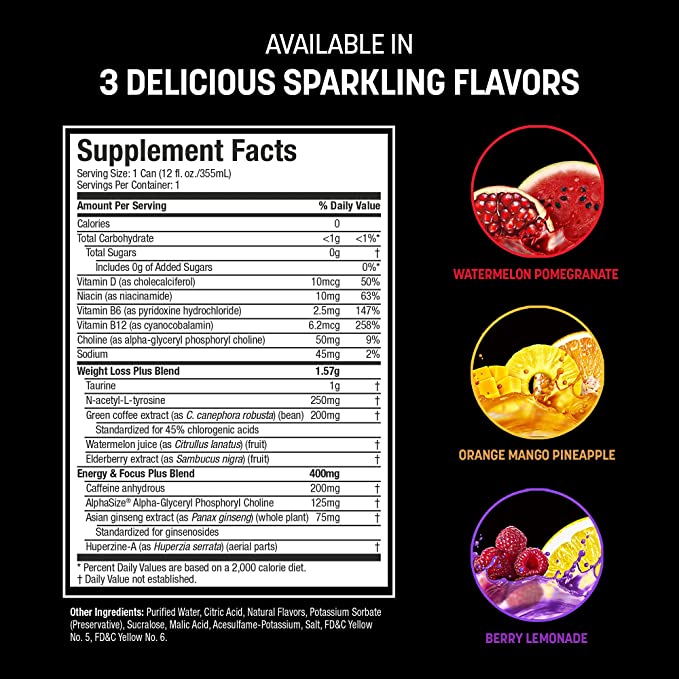 AVAILABLE IN
3 DELICIOUS SPARKLING FLAVORS
Supplement Facts
Serving Size: 1 Can (12 fl. oz./355mL)
Servings Per Container: 1
Amount Per Serving % Daily Value
Calories 0
Total Carbohydrate <1g <1%*
Total Sugars 0g †
Includes 0g of Added Sugars 0%*
Vitamin D (as cholecalciferol) 10mcg 50%
Niacin (as niacinamide) 10mg 63%
Vitamin B6 (as pyridoxine hydrochloride) 2.5mg 147%
Vitamin B12 (as cyanocobalamin) 6.2mcg 258%
Choline (as alpha-glyceryl phosphoryl choline) 50mg 9%
Sodium 45mg 2%
Weight Loss Plus Blend 1.57g
Taurine 1g †
N-acetyl-L-tyrosine 250mg †
Green coffee extract (as C. canephora robusta) (bean) 200mg †
Standardized for 45% chlorogenic acids
Watermelon juice (as Citrullus lanatus) (fruit) †
Elderberry extract (as Sambucus nigra) (fruit) †
Energy & Focus Plus Blend 400mg
Caffeine anhydrous 200mg †
AlphaSize® Alpha-Glyceryl Phosphoryl Choline 125mg †
Asian ginseng extract (as Panax ginseng) (whole plant) 75mg †
Standardized for ginsenosides
Huperzine-A (as Huperzia serrata) (aerial parts) †
* Percent Daily Values are based on a 2,000 calorie diet.
† Daily Value not established.
Other Ingredients: Purified Water, Citric Acid, Natural Flavors, Potassium Sorbate
(Preservative), Sucralose, Malic Acid, Acesulfame-Potassium, Salt, FD&C Yellow
No. 5, FD&C Yellow No. 6.
WATERMELON POMEGRANATE
ORANGE MANGO PINEAPPLE
BERRY LEMONADE